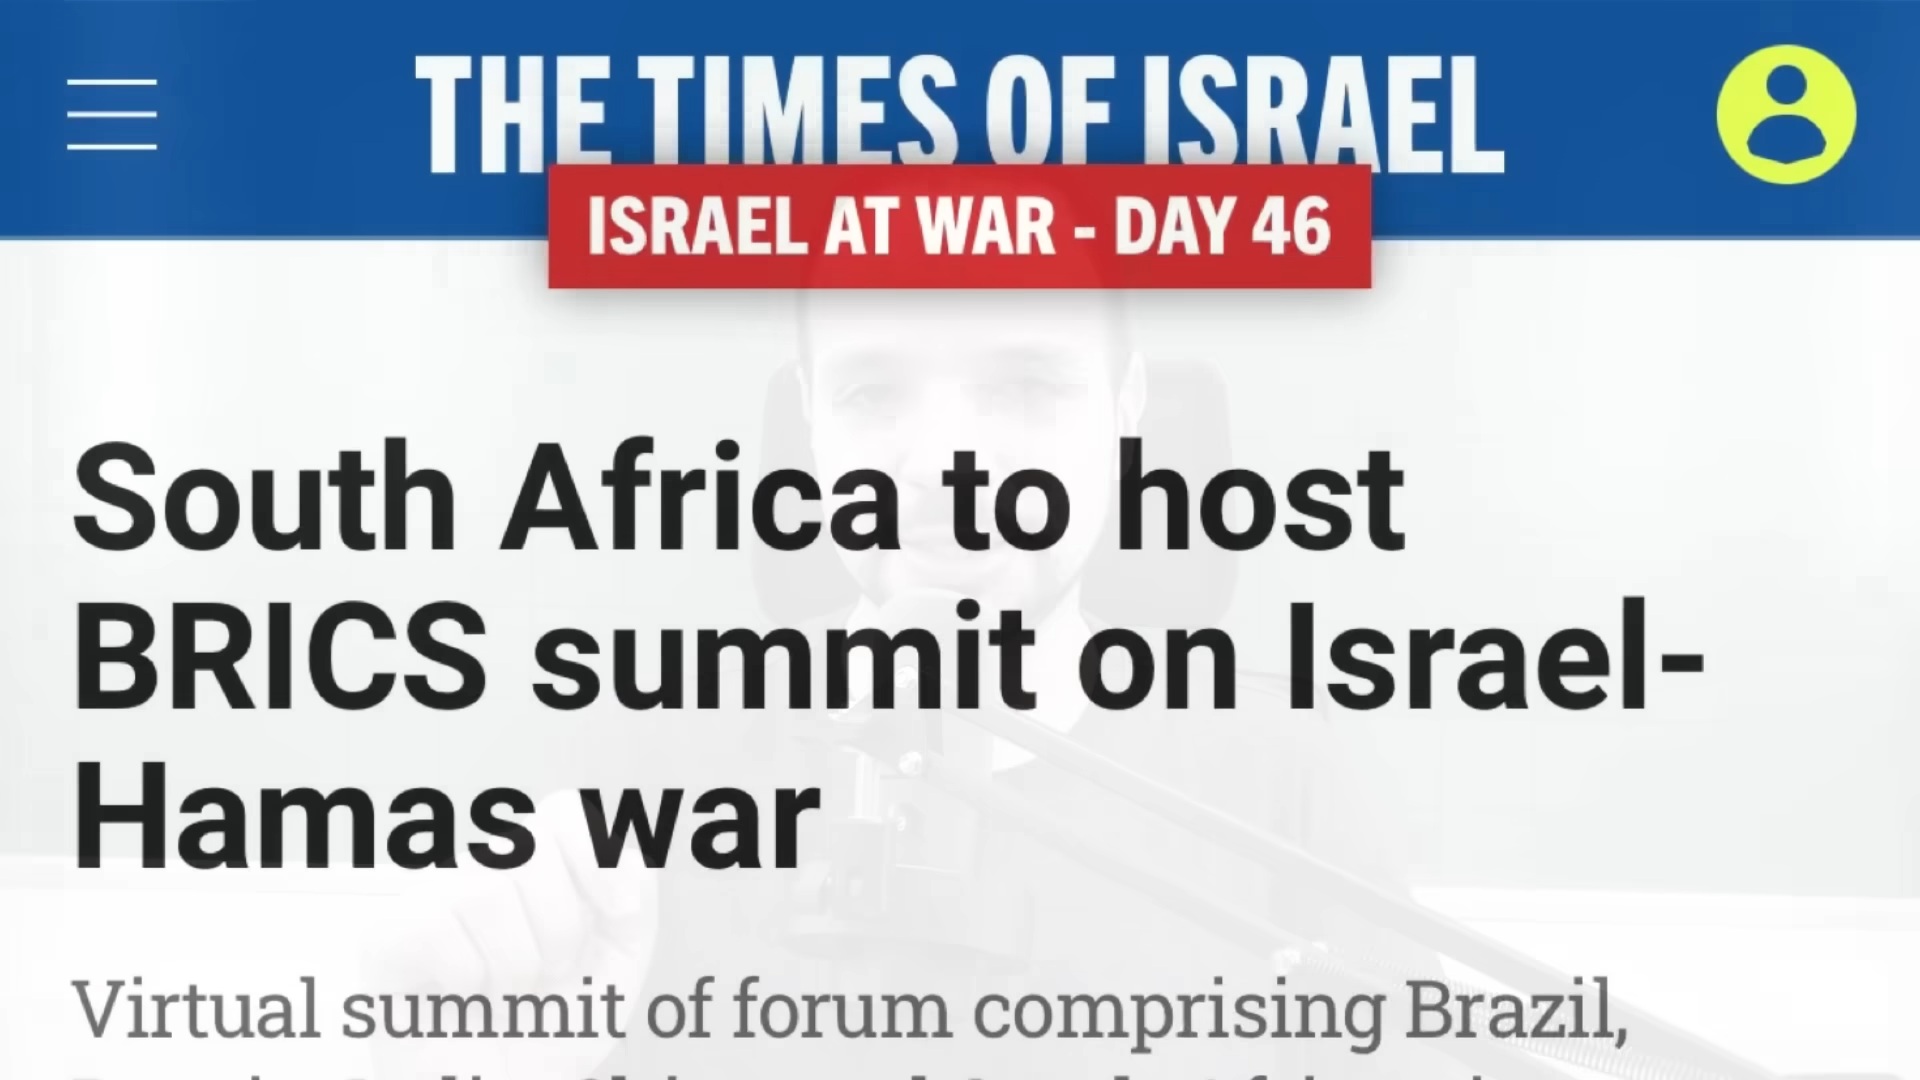 THE TIMES OF ISRAEL
ISRAEL AT WAR - DAY 46
South Africa to host
BRICS summit on Israel-
Hamas war
Virtual summit of forum comprising Brazil,